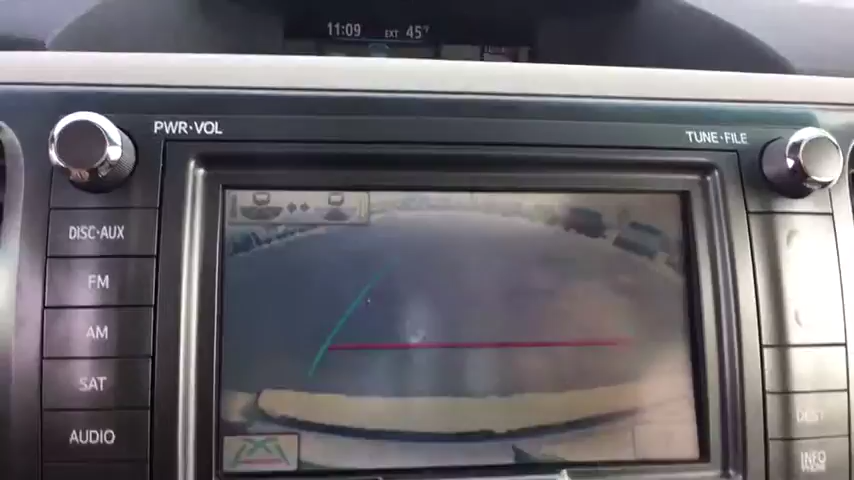 11:09 EXT 45°
PWR·VOL
TUNE·FILE
DISC·AUX
FM
AM
SAT
AUDIO
DEST
INFO